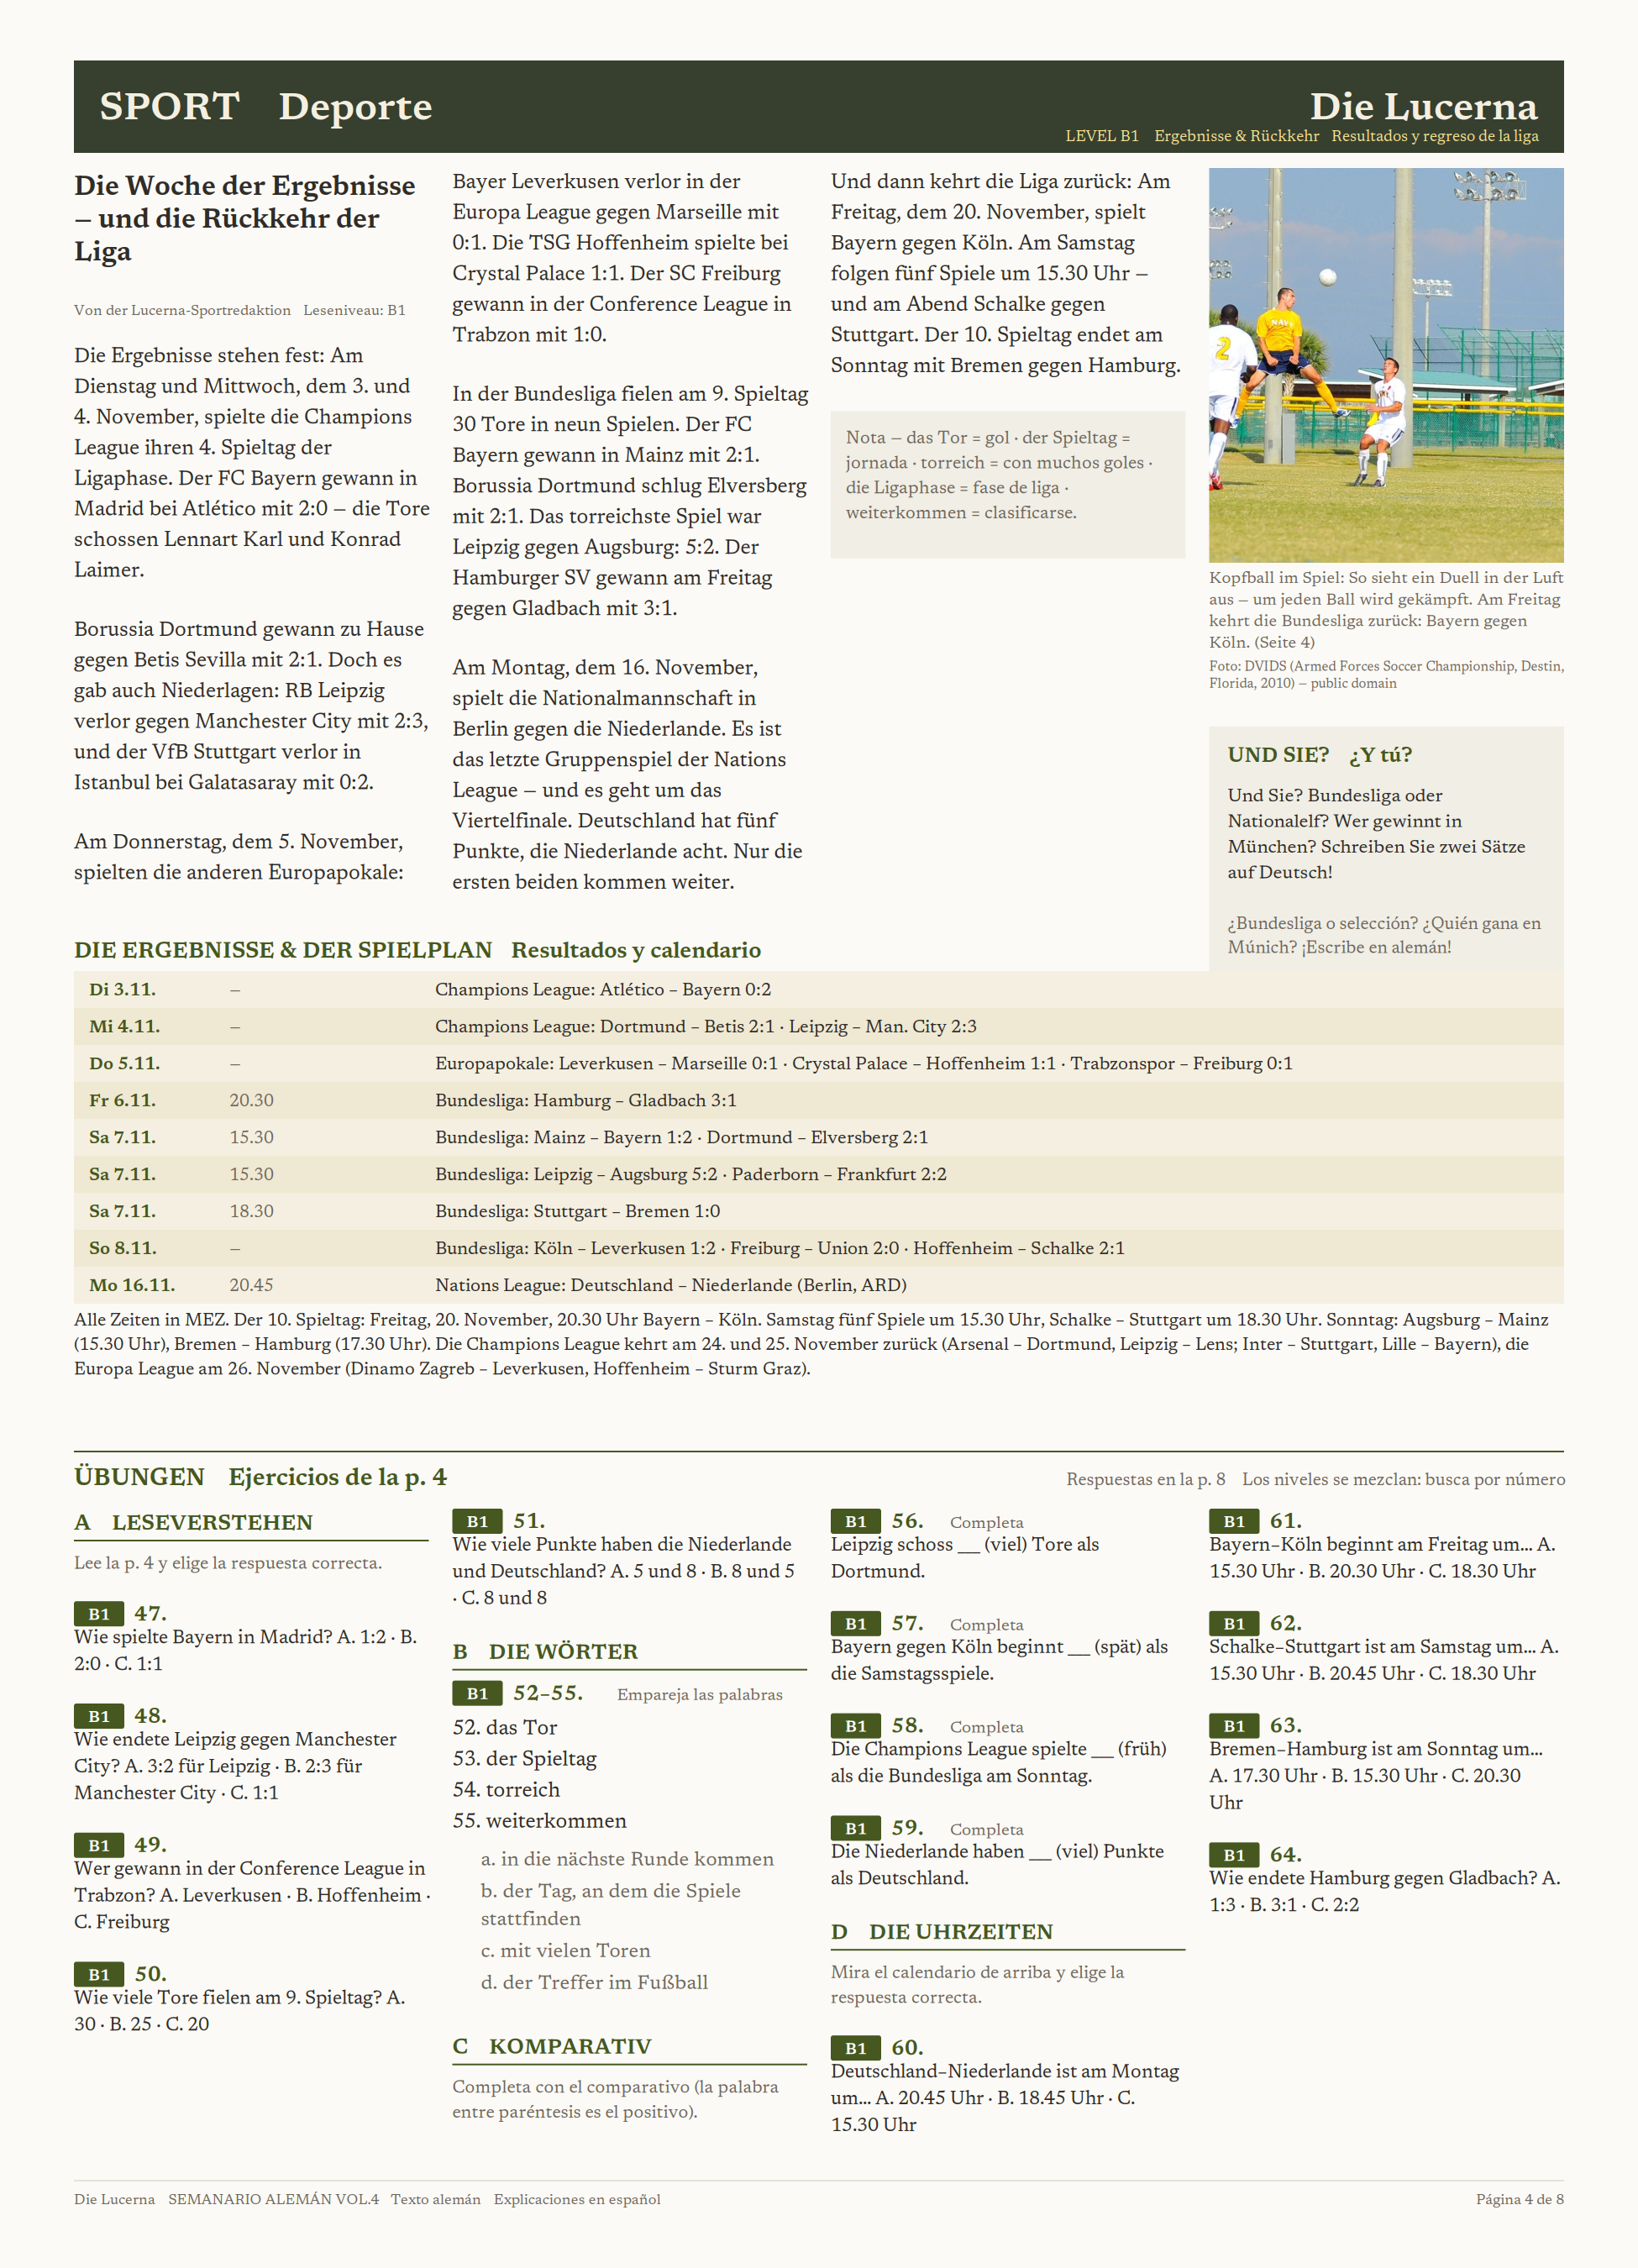 SPORT Deporte
Die Lucerna
LEVEL B1 Ergebnisse & Rückkehr Resultados y regreso de la liga
Die Woche der Ergebnisse
– und die Rückkehr der
Liga
Von der Lucerna-Sportredaktion Leseniveau: B1
Die Ergebnisse stehen fest: Am
Dienstag und Mittwoch, dem 3. und
4. November, spielte die Champions
League ihren 4. Spieltag der
Ligaphase. Der FC Bayern gewann in
Madrid bei Atlético mit 2:0 – die Tore
schossen Lennart Karl und Konrad
Laimer.
Borussia Dortmund gewann zu Hause
gegen Betis Sevilla mit 2:1. Doch es
gab auch Niederlagen: RB Leipzig
verlor gegen Manchester City mit 2:3,
und der VfB Stuttgart verlor in
Istanbul bei Galatasaray mit 0:2.
Am Donnerstag, dem 5. November,
spielten die anderen Europapokale:
Bayer Leverkusen verlor in der
Europa League gegen Marseille mit
0:1. Die TSG Hoffenheim spielte bei
Crystal Palace 1:1. Der SC Freiburg
gewann in der Conference League in
Trabzon mit 1:0.
In der Bundesliga fielen am 9. Spieltag
30 Tore in neun Spielen. Der FC
Bayern gewann in Mainz mit 2:1.
Borussia Dortmund schlug Elversberg
mit 2:1. Das torreichste Spiel war
Leipzig gegen Augsburg: 5:2. Der
Hamburger SV gewann am Freitag
gegen Gladbach mit 3:1.
Am Montag, dem 16. November,
spielt die Nationalmannschaft in
Berlin gegen die Niederlande. Es ist
das letzte Gruppenspiel der Nations
League – und es geht um das
Viertelfinale. Deutschland hat fünf
Punkte, die Niederlande acht. Nur die
ersten beiden kommen weiter.
Und dann kehrt die Liga zurück: Am
Freitag, dem 20. November, spielt
Bayern gegen Köln. Am Samstag
folgen fünf Spiele um 15.30 Uhr –
und am Abend Schalke gegen
Stuttgart. Der 10. Spieltag endet am
Sonntag mit Bremen gegen Hamburg.
Nota – das Tor = gol · der Spieltag =
jornada · torreich = con muchos goles ·
die Ligaphase = fase de liga ·
weiterkommen = clasificarse.
NAVY
2
Kopfball im Spiel: So sieht ein Duell in der Luft
aus – um jeden Ball wird gekämpft. Am Freitag
kehrt die Bundesliga zurück: Bayern gegen
Köln. (Seite 4)
Foto: DVIDS (Armed Forces Soccer Championship, Destin,
Florida, 2010) – public domain
UND SIE? ¿Y tú?
Und Sie? Bundesliga oder
Nationalelf? Wer gewinnt in
München? Schreiben Sie zwei Sätze
auf Deutsch!
¿Bundesliga o selección? ¿Quién gana en
Múnich? ¡Escribe en alemán!
DIE ERGEBNISSE & DER SPIELPLAN Resultados y calendario
Di 3.11. – Champions League: Atlético – Bayern 0:2
Mi 4.11. – Champions League: Dortmund – Betis 2:1 · Leipzig – Man. City 2:3
Do 5.11. – Europapokale: Leverkusen – Marseille 0:1 · Crystal Palace – Hoffenheim 1:1 · Trabzonspor – Freiburg 0:1
Fr 6.11. 20.30 Bundesliga: Hamburg – Gladbach 3:1
Sa 7.11. 15.30 Bundesliga: Mainz – Bayern 1:2 · Dortmund – Elversberg 2:1
Sa 7.11. 15.30 Bundesliga: Leipzig – Augsburg 5:2 · Paderborn – Frankfurt 2:2
Sa 7.11. 18.30 Bundesliga: Stuttgart – Bremen 1:0
So 8.11. – Bundesliga: Köln – Leverkusen 1:2 · Freiburg – Union 2:0 · Hoffenheim – Schalke 2:1
Mo 16.11. 20.45 Nations League: Deutschland – Niederlande (Berlin, ARD)
Alle Zeiten in MEZ. Der 10. Spieltag: Freitag, 20. November, 20.30 Uhr Bayern – Köln. Samstag fünf Spiele um 15.30 Uhr, Schalke – Stuttgart um 18.30 Uhr. Sonntag: Augsburg – Mainz
(15.30 Uhr), Bremen – Hamburg (17.30 Uhr). Die Champions League kehrt am 24. und 25. November zurück (Arsenal – Dortmund, Leipzig – Lens; Inter – Stuttgart, Lille – Bayern), die
Europa League am 26. November (Dinamo Zagreb – Leverkusen, Hoffenheim – Sturm Graz).
ÜBUNGEN Ejercicios de la p. 4
Respuestas en la p. 8 Los niveles se mezclan: busca por número
A LESEVERSTEHEN
Lee la p. 4 y elige la respuesta correcta.
B1 47.
Wie spielte Bayern in Madrid? A. 1:2 · B.
2:0 · C. 1:1
B1 48.
Wie endete Leipzig gegen Manchester
City? A. 3:2 für Leipzig · B. 2:3 für
Manchester City · C. 1:1
B1 49.
Wer gewann in der Conference League in
Trabzon? A. Leverkusen · B. Hoffenheim ·
C. Freiburg
B1 50.
Wie viele Tore fielen am 9. Spieltag? A.
30 · B. 25 · C. 20
B1 51.
Wie viele Punkte haben die Niederlande
und Deutschland? A. 5 und 8 · B. 8 und 5
· C. 8 und 8
B DIE WÖRTER
B1 52–55. Empareja las palabras
52. das Tor
53. der Spieltag
54. torreich
55. weiterkommen
a. in die nächste Runde kommen
b. der Tag, an dem die Spiele
stattfinden
c. mit vielen Toren
d. der Treffer im Fußball
C KOMPARATIV
Completa con el comparativo (la palabra
entre paréntesis es el positivo).
B1 56. Completa
Leipzig schoss ___ (viel) Tore als
Dortmund.
B1 57. Completa
Bayern gegen Köln beginnt ___ (spät) als
die Samstagsspiele.
B1 58. Completa
Die Champions League spielte ___ (früh)
als die Bundesliga am Sonntag.
B1 59. Completa
Die Niederlande haben ___ (viel) Punkte
als Deutschland.
D DIE UHRZEITEN
Mira el calendario de arriba y elige la
respuesta correcta.
B1 60.
Deutschland–Niederlande ist am Montag
um… A. 20.45 Uhr · B. 18.45 Uhr · C.
15.30 Uhr
B1 61.
Bayern–Köln beginnt am Freitag um… A.
15.30 Uhr · B. 20.30 Uhr · C. 18.30 Uhr
B1 62.
Schalke–Stuttgart ist am Samstag um… A.
15.30 Uhr · B. 20.45 Uhr · C. 18.30 Uhr
B1 63.
Bremen–Hamburg ist am Sonntag um…
A. 17.30 Uhr · B. 15.30 Uhr · C. 20.30
Uhr
B1 64.
Wie endete Hamburg gegen Gladbach? A.
1:3 · B. 3:1 · C. 2:2
Die Lucerna SEMANARIO ALEMÁN VOL.4 Texto alemán Explicaciones en español
Página 4 de 8